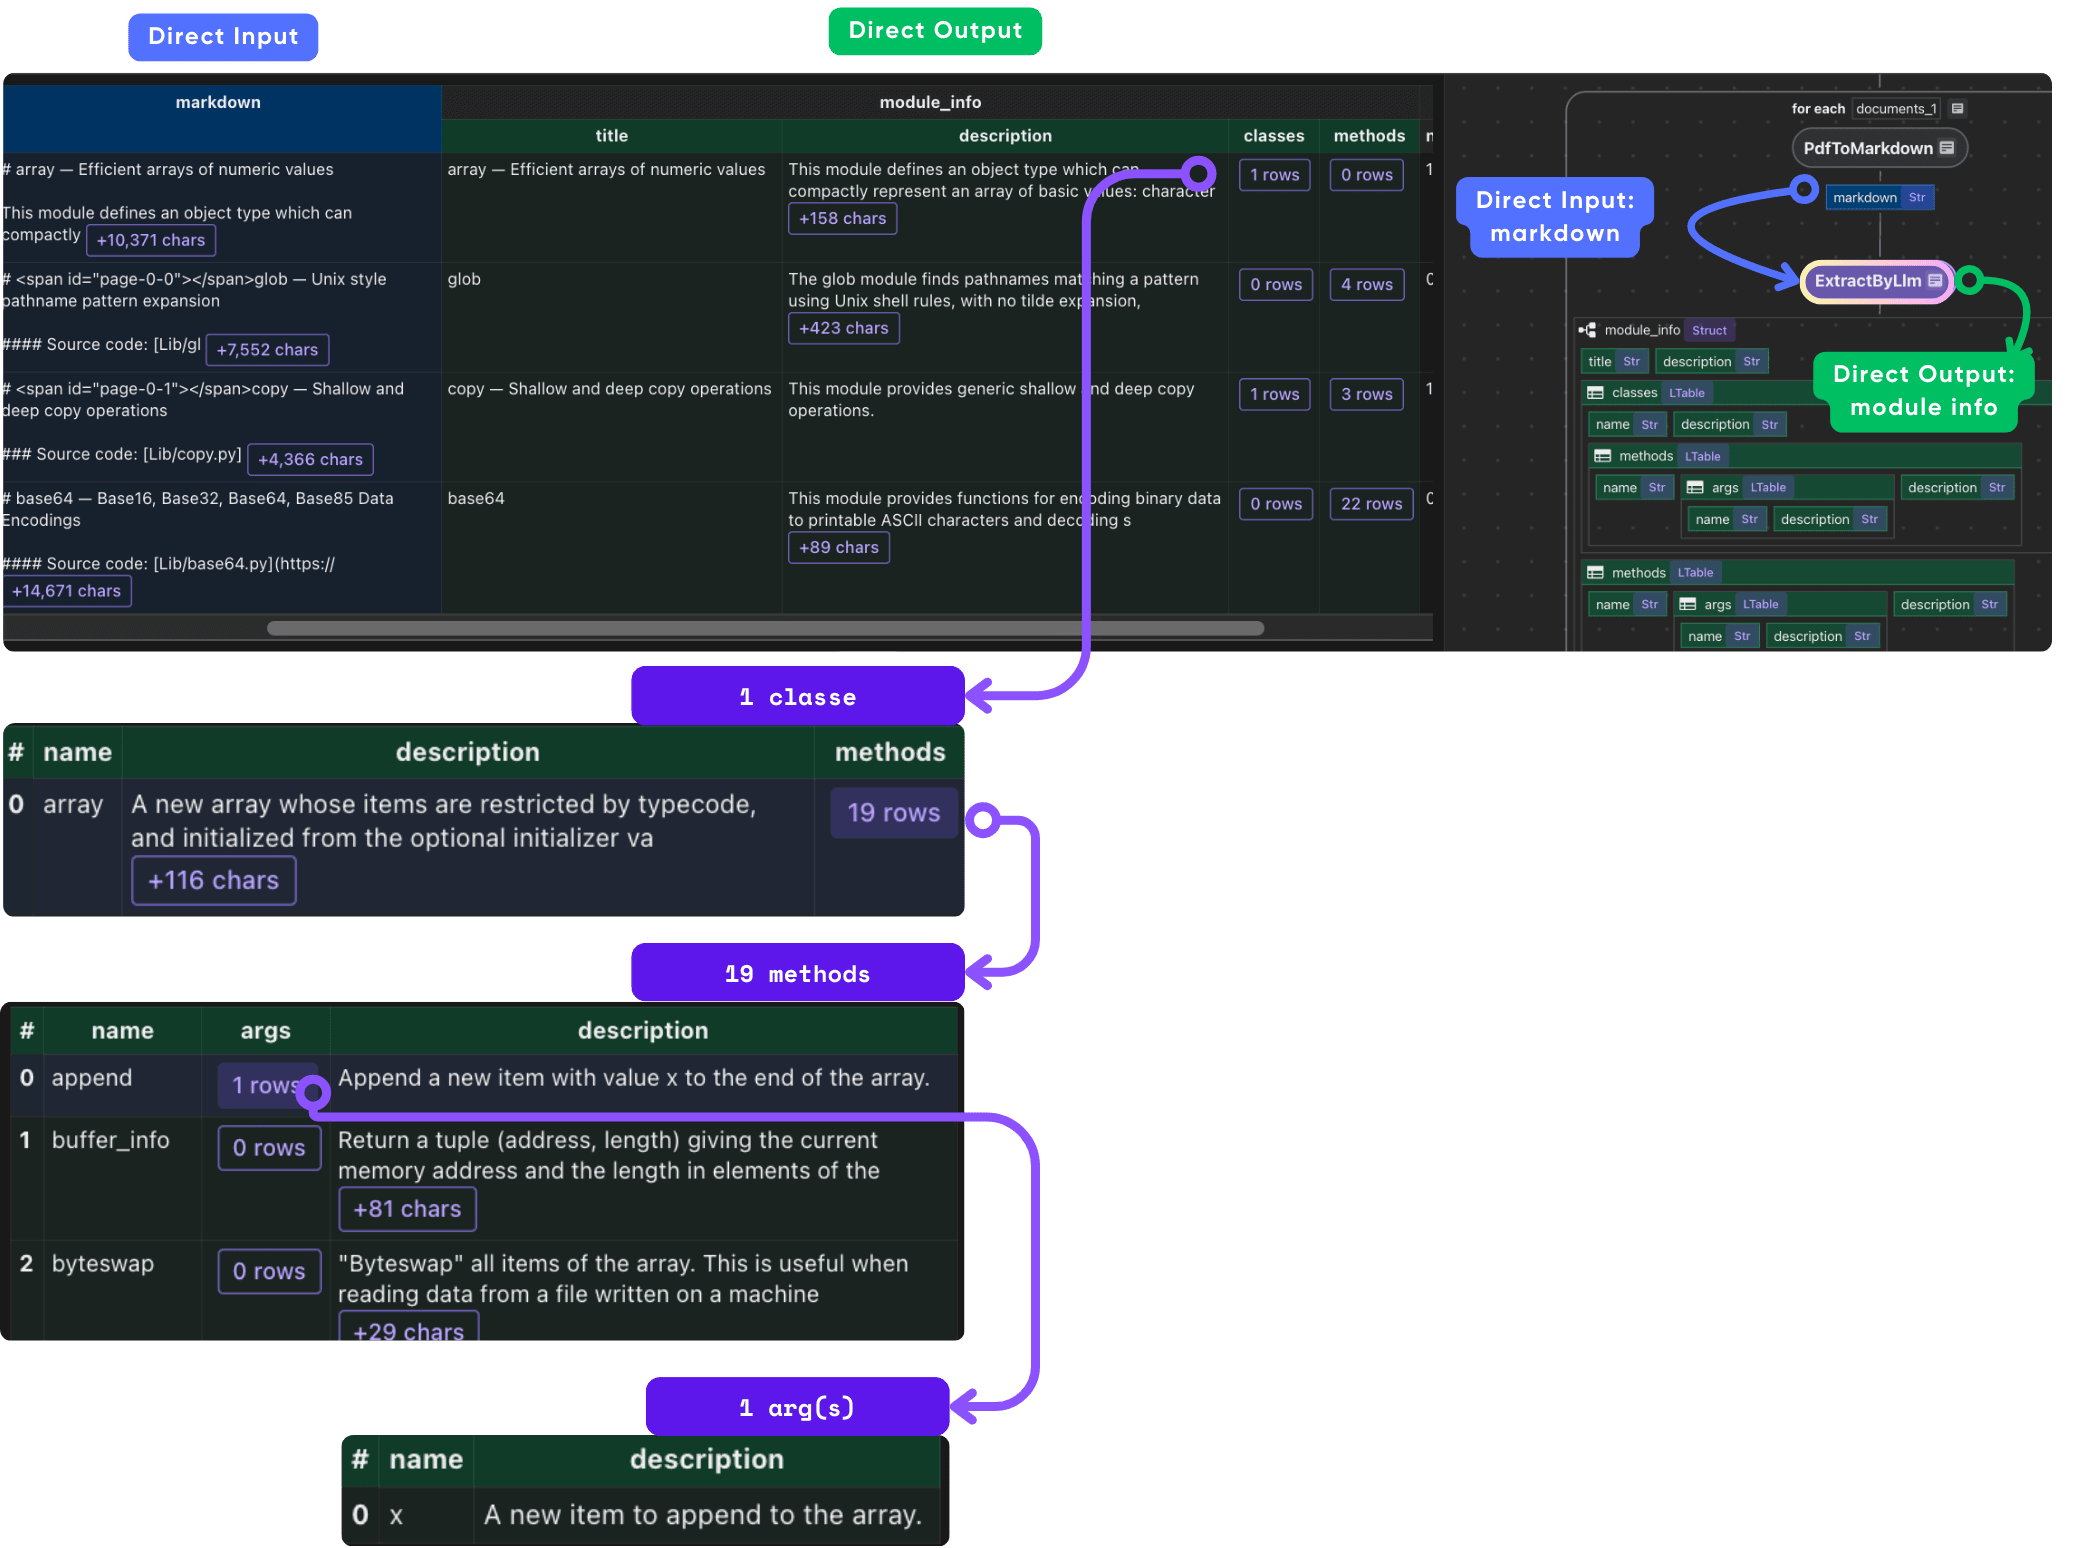 Direct Input
Direct Output
markdown
module_info
title
description
classes
methods
# array — Efficient arrays of numeric values
This module defines an object type which can
compactly +10,371 chars
array — Efficient arrays of numeric values
This module defines an object type which can
compactly represent an array of basic values: character
+158 chars
1 rows
0 rows
1
# <span id="page-0-0"></span>glob — Unix style
pathname pattern expansion
#### Source code: [Lib/gl +7,552 chars
glob
The glob module finds pathnames matching a pattern
using Unix shell rules, with no tilde expansion,
+423 chars
0 rows
4 rows
0
# <span id="page-0-1"></span>copy — Shallow and
deep copy operations
### Source code: [Lib/copy.py] +4,366 chars
copy — Shallow and deep copy operations
This module provides generic shallow and deep copy
operations.
1 rows
3 rows
1
# base64 — Base16, Base32, Base64, Base85 Data
Encodings
#### Source code: [Lib/base64.py](https://
+14,671 chars
base64
This module provides functions for encoding binary data
to printable ASCII characters and decoding s
+89 chars
0 rows
22 rows
0
for each documents_1
PdfToMarkdown
Direct Input:
markdown
markdown Str
ExtractByLlm
module_info Struct
title Str description Str
Direct Output:
module info
classes LTable
name Str description Str
methods LTable
name Str args LTable description Str
name Str description Str
methods LTable
name Str args LTable description Str
name Str description Str
1 classe
# name description methods
0 array A new array whose items are restricted by typecode,
and initialized from the optional initializer va
+116 chars
19 rows
19 methods
# name args description
0 append 1 rows Append a new item with value x to the end of the array.
1 buffer_info 0 rows Return a tuple (address, length) giving the current
memory address and the length in elements of the
+81 chars
2 byteswap 0 rows "Byteswap" all items of the array. This is useful when
reading data from a file written on a machine
+29 chars
1 arg(s)
# name description
0 x A new item to append to the array.